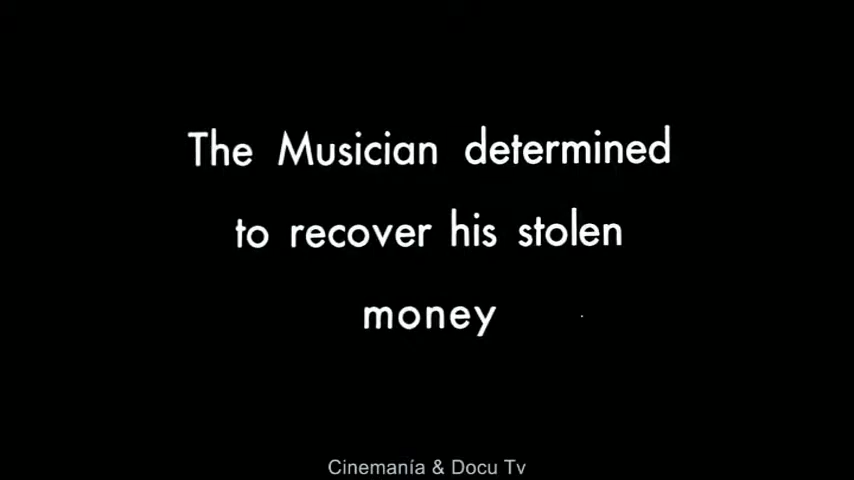 The Musician determined
to recover his stolen
money
Cinemanía & Docu Tv